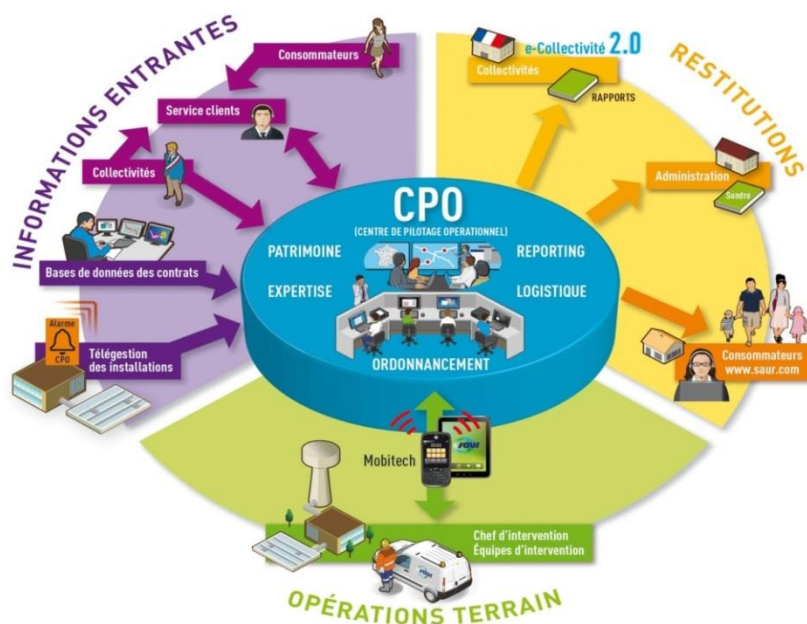 INFORMATIONS ENTRANTES
Consommateurs
Service clients
Collectivités
Bases de données des contrats
Alarme
CPO
Télégestion
des installations
CPO
(CENTRE DE PILOTAGE OPERATIONNEL)
PATRIMOINE
REPORTING
EXPERTISE
LOGISTIQUE
ORDONNANCEMENT
RESTITUTIONS
e-Collectivité 2.0
Collectivités
RAPPORTS
Administration
Sandre
Consommateurs
www.saur.com
Mobitech
saur
Chef d'intervention
Équipes d'intervention
saur
OPÉRATIONS TERRAIN